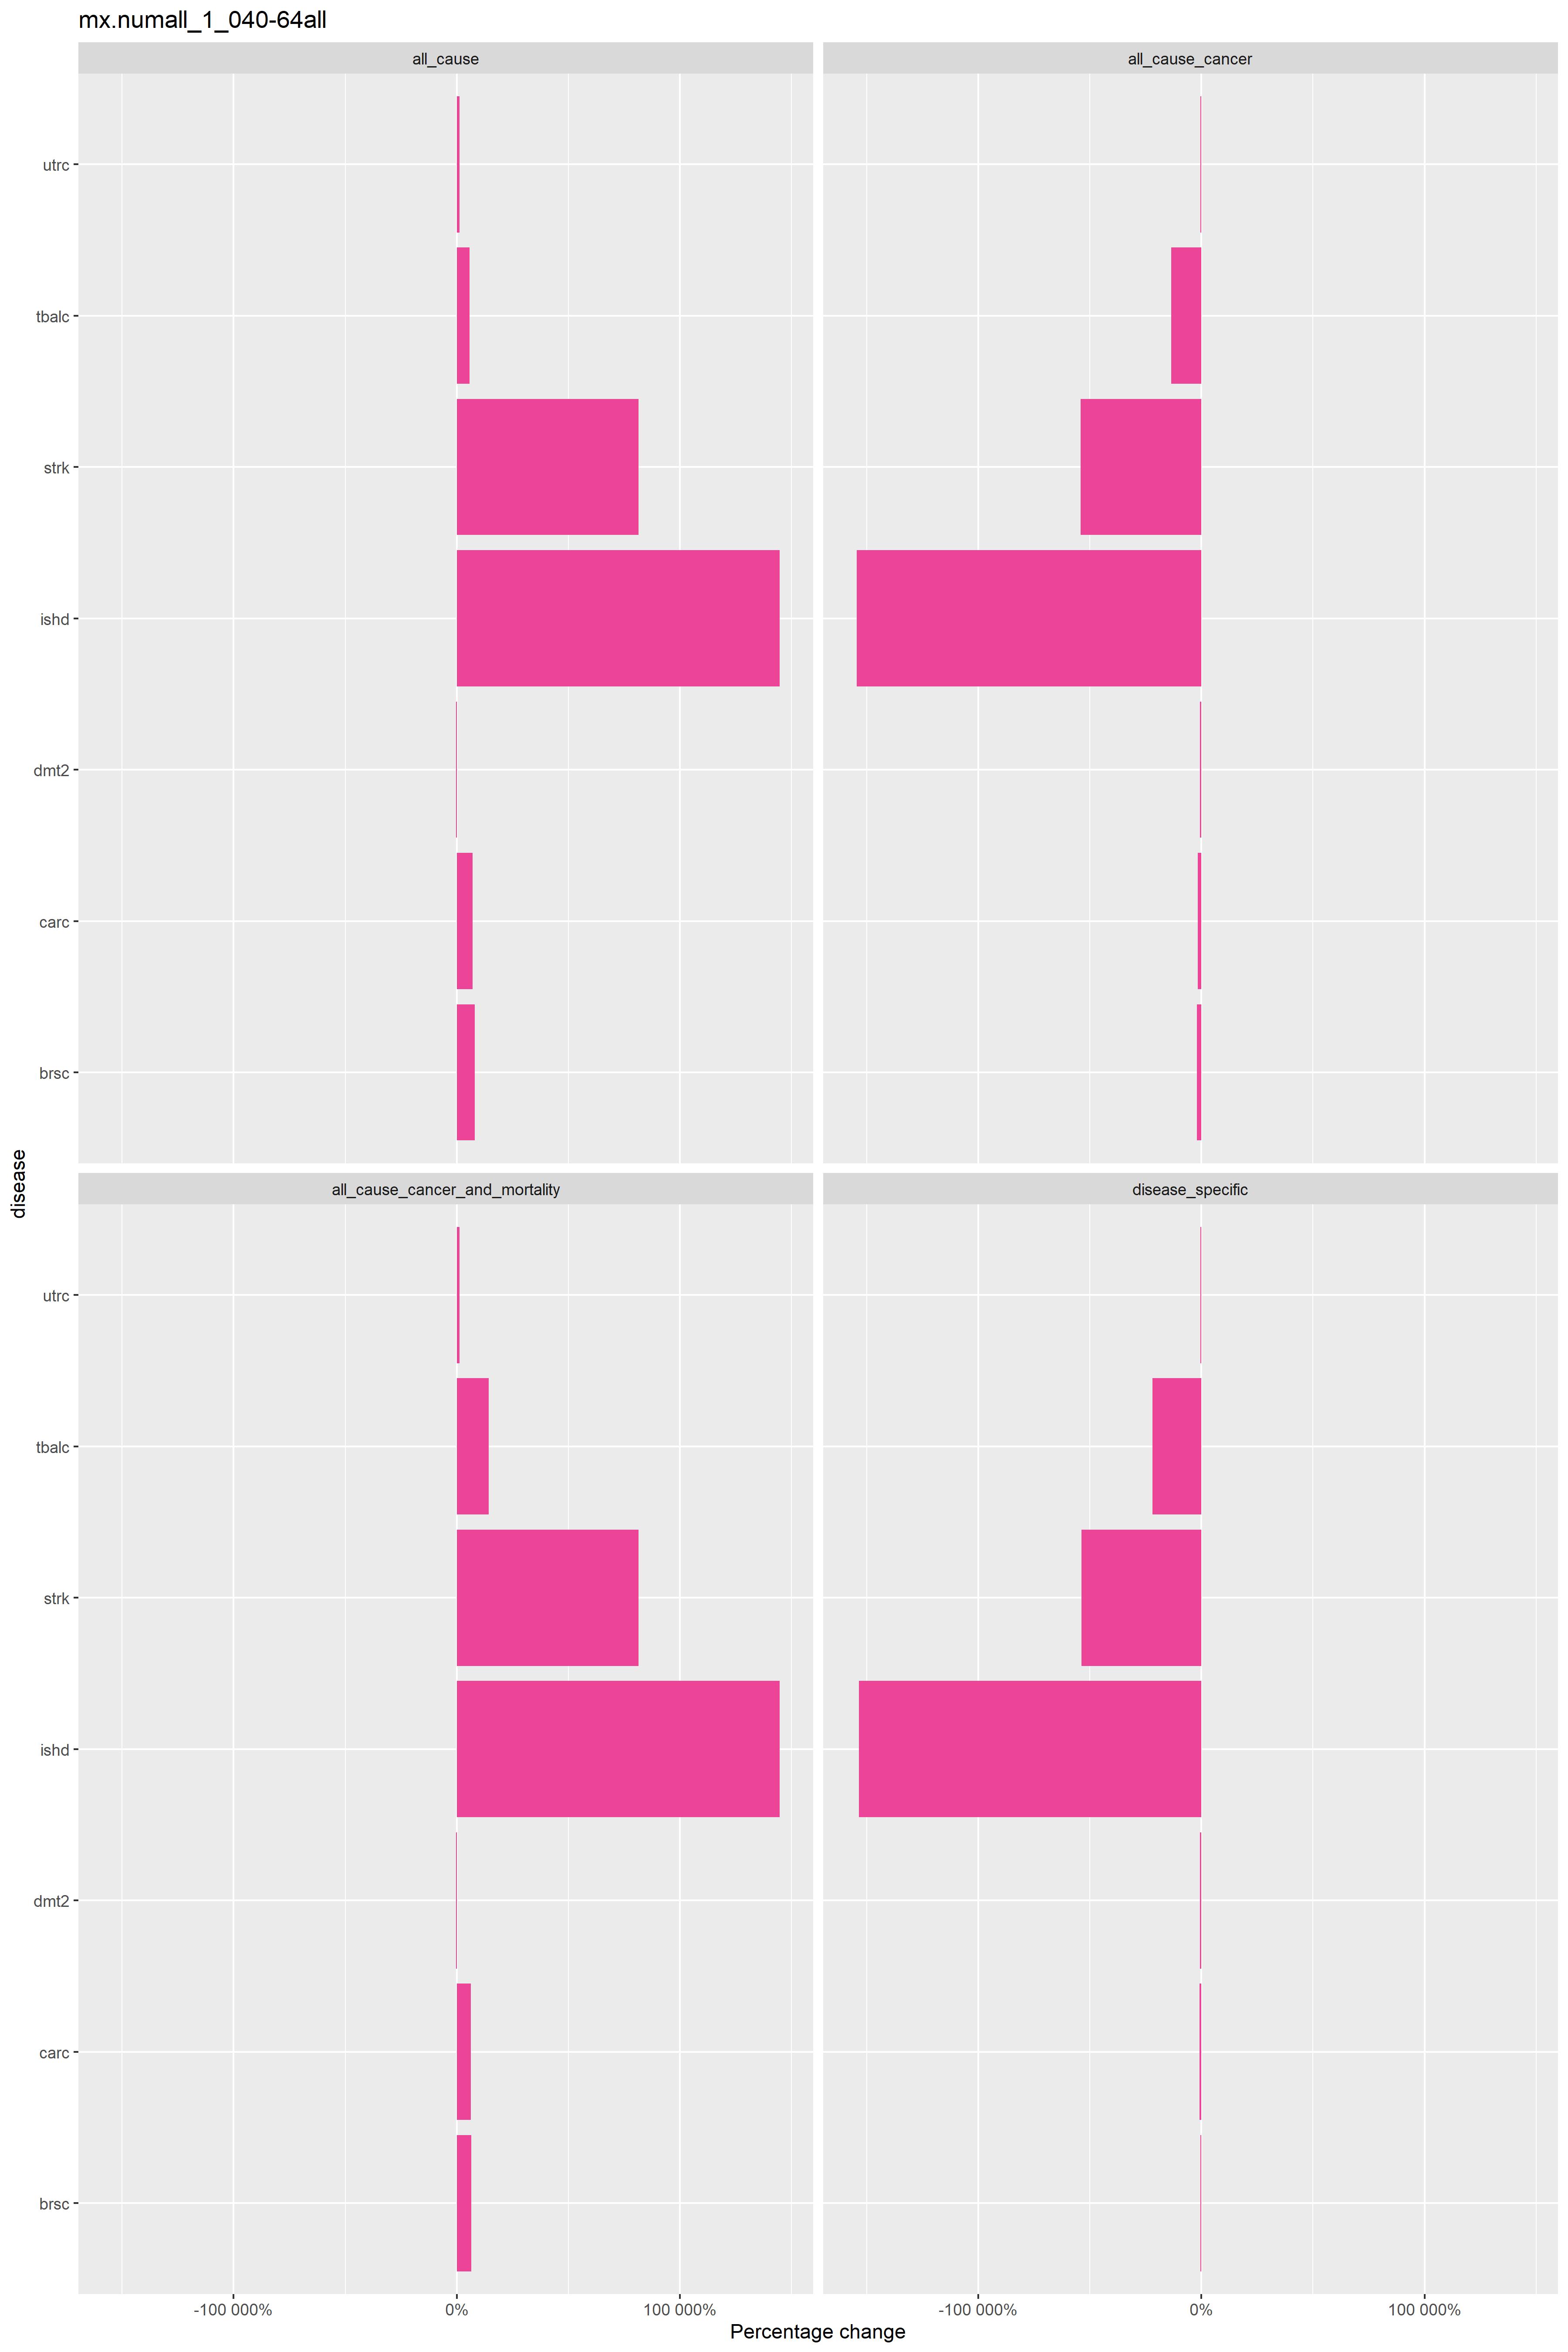 mx.numall_1_040-64all
all_cause
all_cause_cancer
utrc
tbalc
strk
ishd
dmt2
carc
brsc
disease
all_cause_cancer_and_mortality
disease_specific
utrc
tbalc
strk
ishd
dmt2
carc
brsc
-100 000%
0%
100 000%
-100 000%
0%
100 000%
Percentage change